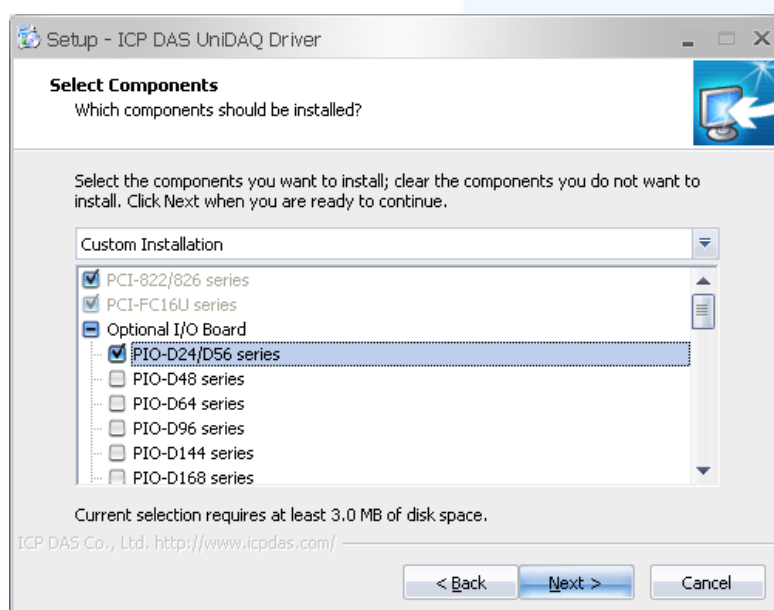 Setup - ICP DAS UniDAQ Driver
Select Components
Which components should be installed?
Select the components you want to install; clear the components you do not want to
install. Click Next when you are ready to continue.
Custom Installation
PCI-822/826 series
PCI-FC16U series
Optional I/O Board
PIO-D24/D56 series
PIO-D48 series
PIO-D64 series
PIO-D96 series
PIO-D144 series
PIO-D168 series
Current selection requires at least 3.0 MB of disk space.
ICP DAS Co., Ltd. http://www.icpdas.com/
< Back Next > Cancel